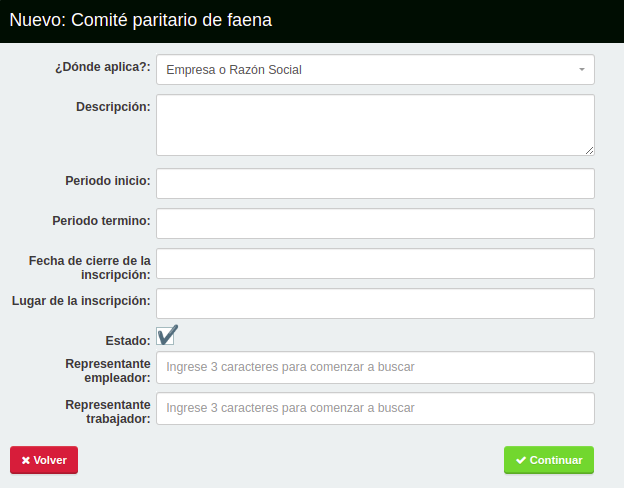 Nuevo: Comité paritario de faena
¿Dónde aplica?: Empresa o Razón Social
Descripción:
Periodo inicio:
Periodo termino:
Fecha de cierre de la
inscripción:
Lugar de la inscripción:
Estado:
Representante
empleador: Ingrese 3 caracteres para comenzar a buscar
Representante
trabajador: Ingrese 3 caracteres para comenzar a buscar
Volver Continuar